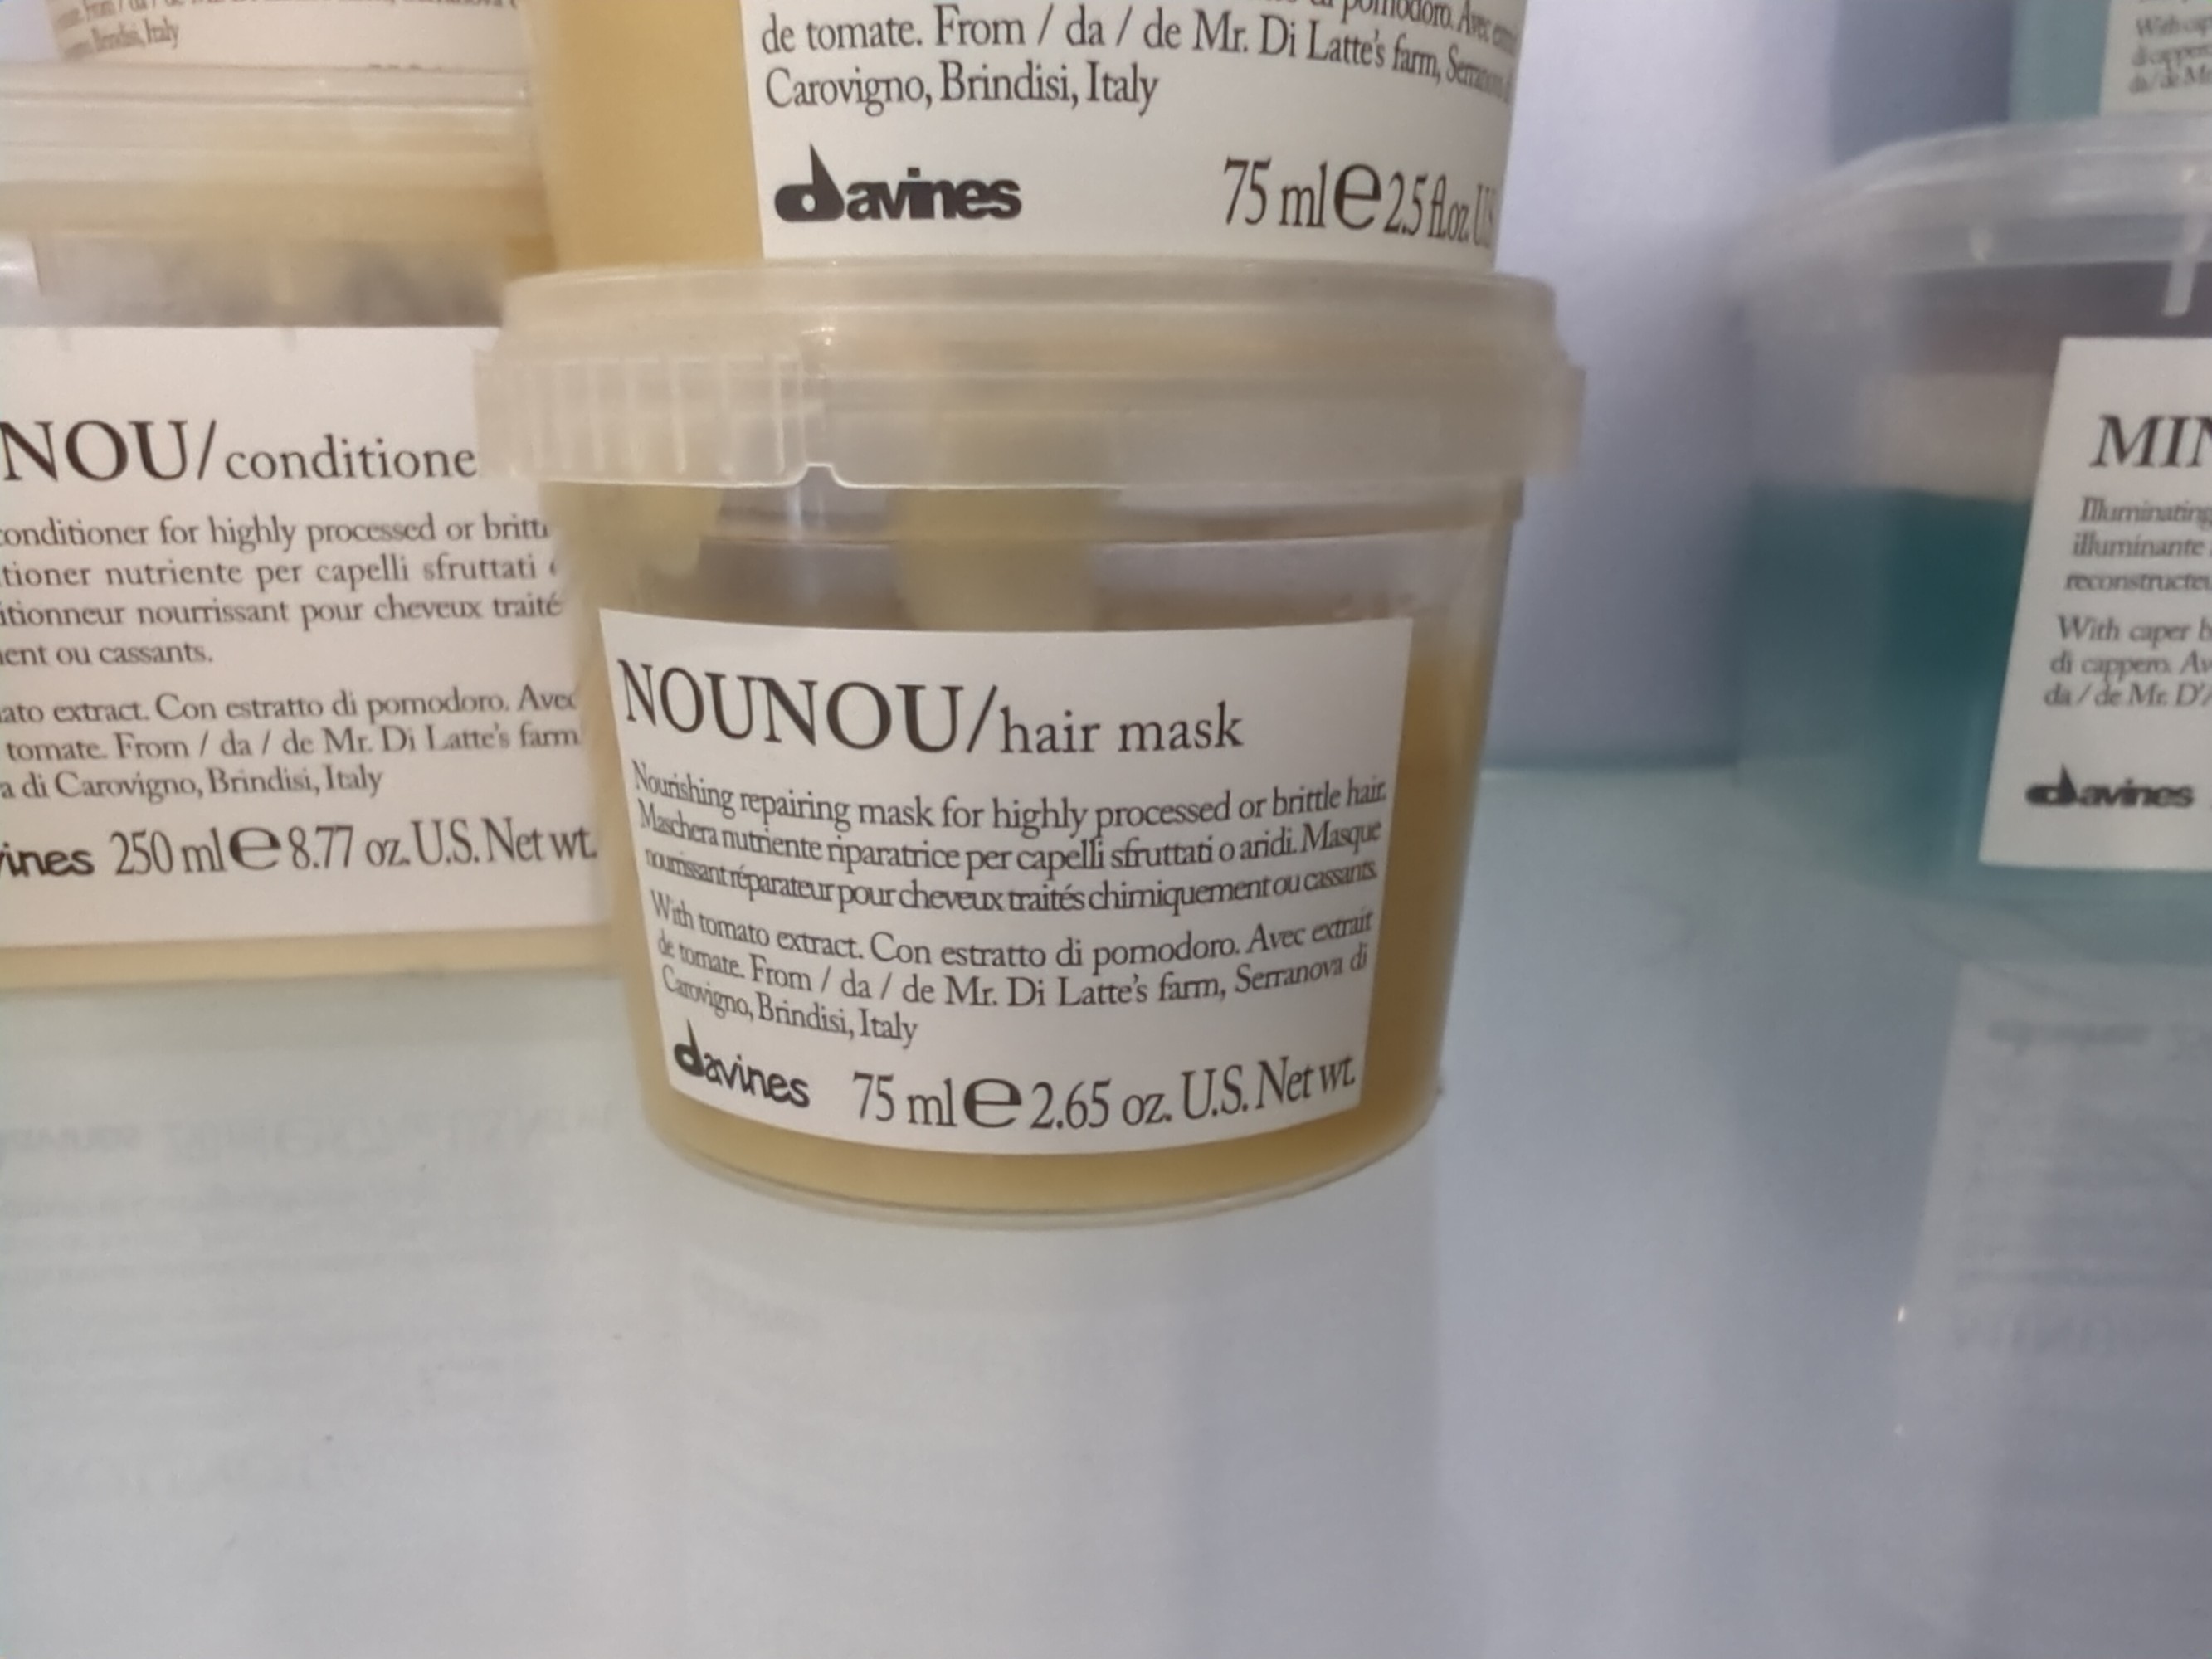 Brindisi, Italy
de tomate. From / da / de Mr. Di Latte's farm, Serranova
Carovigno, Brindisi, Italy
davines 75 ml e 2.5 fl.oz.
NOU/conditione
conditioner for highly processed or
tioner nutriente per capelli sfruttati
itionneur nourrissant pour cheveux traité
ent ou cassants.
ato extract. Con estratto di pomodoro. Avec
tomate. From / da / de Mr. Di Latte's farm
a di Carovigno, Brindisi, Italy
vines 250 ml e 8.77 oz. U.S. Net wt.
NOUNOU/hair mask
Nourishing repairing mask for highly processed or brittle hair.
Maschera nutriente riparatrice per capelli sfruttati o aridi. Masque
nourrissant réparateur pour cheveux traités chimiquement ou cassants.
With tomato extract. Con estratto di pomodoro. Avec extrait
de tomate. From / da / de Mr. Di Latte's farm, Serranova di
Carovigno, Brindisi, Italy
davines 75 ml e 2.65 oz. U.S. Net wt.
MIN
Illuminating
illuminante
reconstructeu
With caper b
di cappero. Av
da / de Mr. D'A
davines